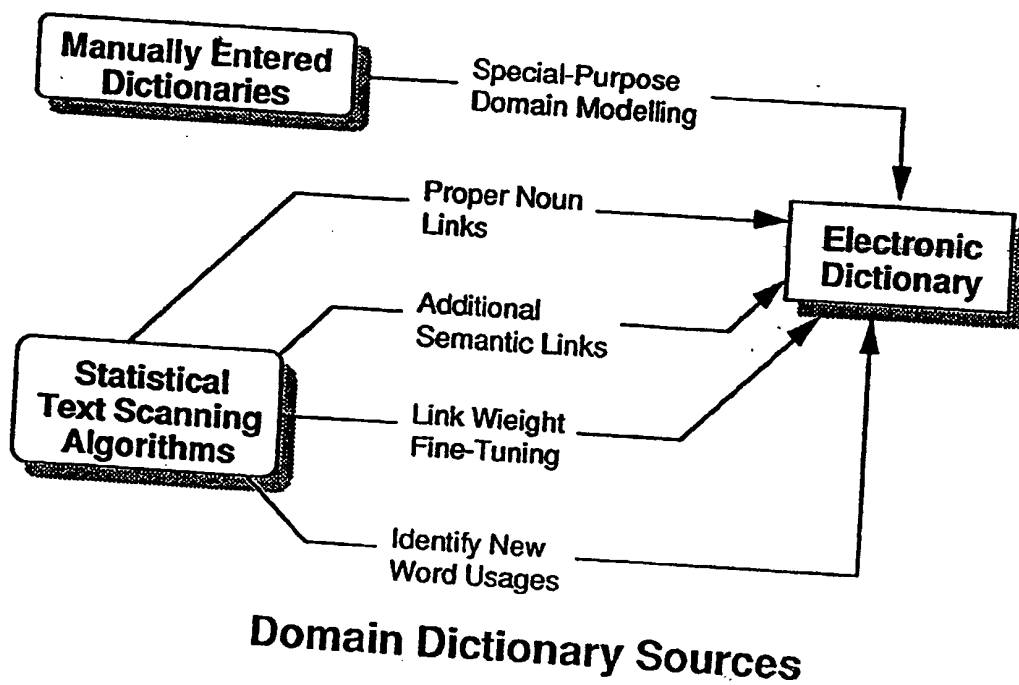 Manually Entered
Dictionaries
Special-Purpose
Domain Modelling
Proper Noun
Links
Electronic
Dictionary
Additional
Semantic Links
Statistical
Text Scanning
Algorithms
Link Wieight
Fine-Tuning
Identify New
Word Usages
Domain Dictionary Sources